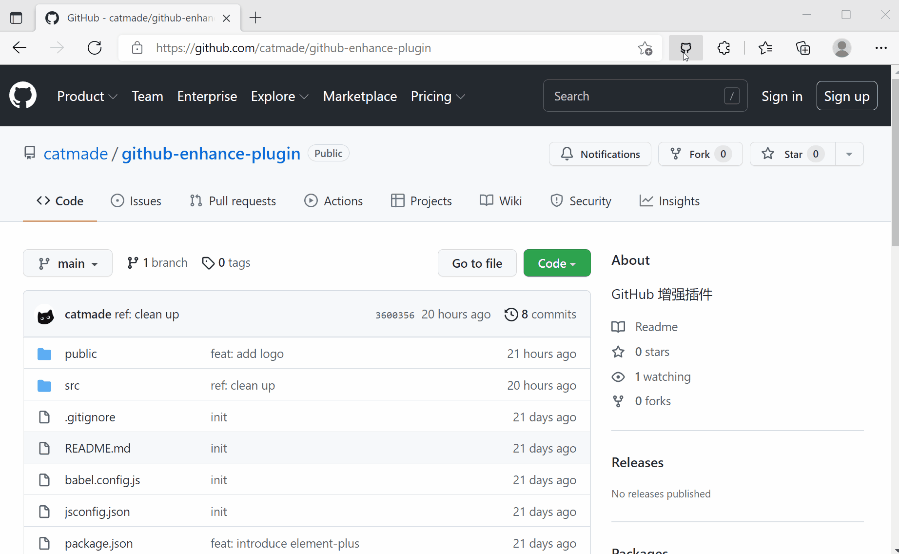 GitHub - catmade/github-enhance
https://github.com/catmade/github-enhance-plugin
Product Team Enterprise Explore Marketplace Pricing Search / Sign in Sign up
catmade / github-enhance-plugin Public Notifications Fork 0 Star 0
Code Issues Pull requests Actions Projects Wiki Security Insights
main 1 branch 0 tags Go to file Code
catmade ref: clean up 3600356 20 hours ago 8 commits
public feat: add logo 21 hours ago
src ref: clean up 20 hours ago
.gitignore init 21 days ago
README.md init 21 days ago
babel.config.js init 21 days ago
jsconfig.json init 21 days ago
package.json feat: introduce element-plus 21 days ago
About
GitHub 增强插件
Readme
0 stars
1 watching
0 forks
Releases
No releases published
Packages